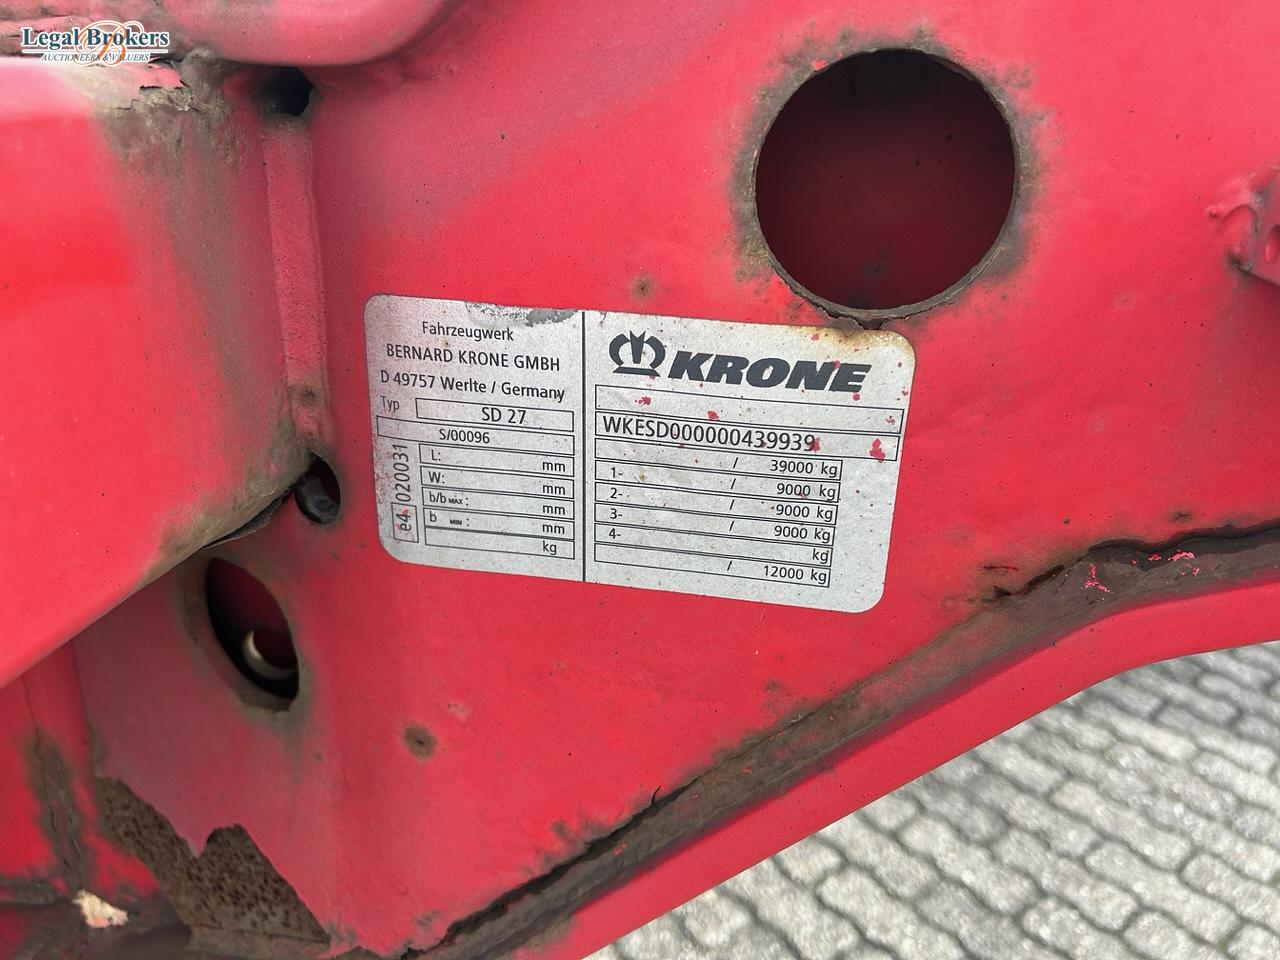 Legal Brokers
AUCTIONEERS & VALUERS
Fahrzeugwerk
BERNARD KRONE GMBH
D 49757 Werlte / Germany
Typ SD 27
S/00096
e4 020031
L: mm
W: mm
b/b MAX : mm
b MIN : mm
kg
KRONE
WKESD000000439939
/ 39000 kg
1- / 9000 kg
2- / 9000 kg
3- / 9000 kg
4- kg
/ 12000 kg